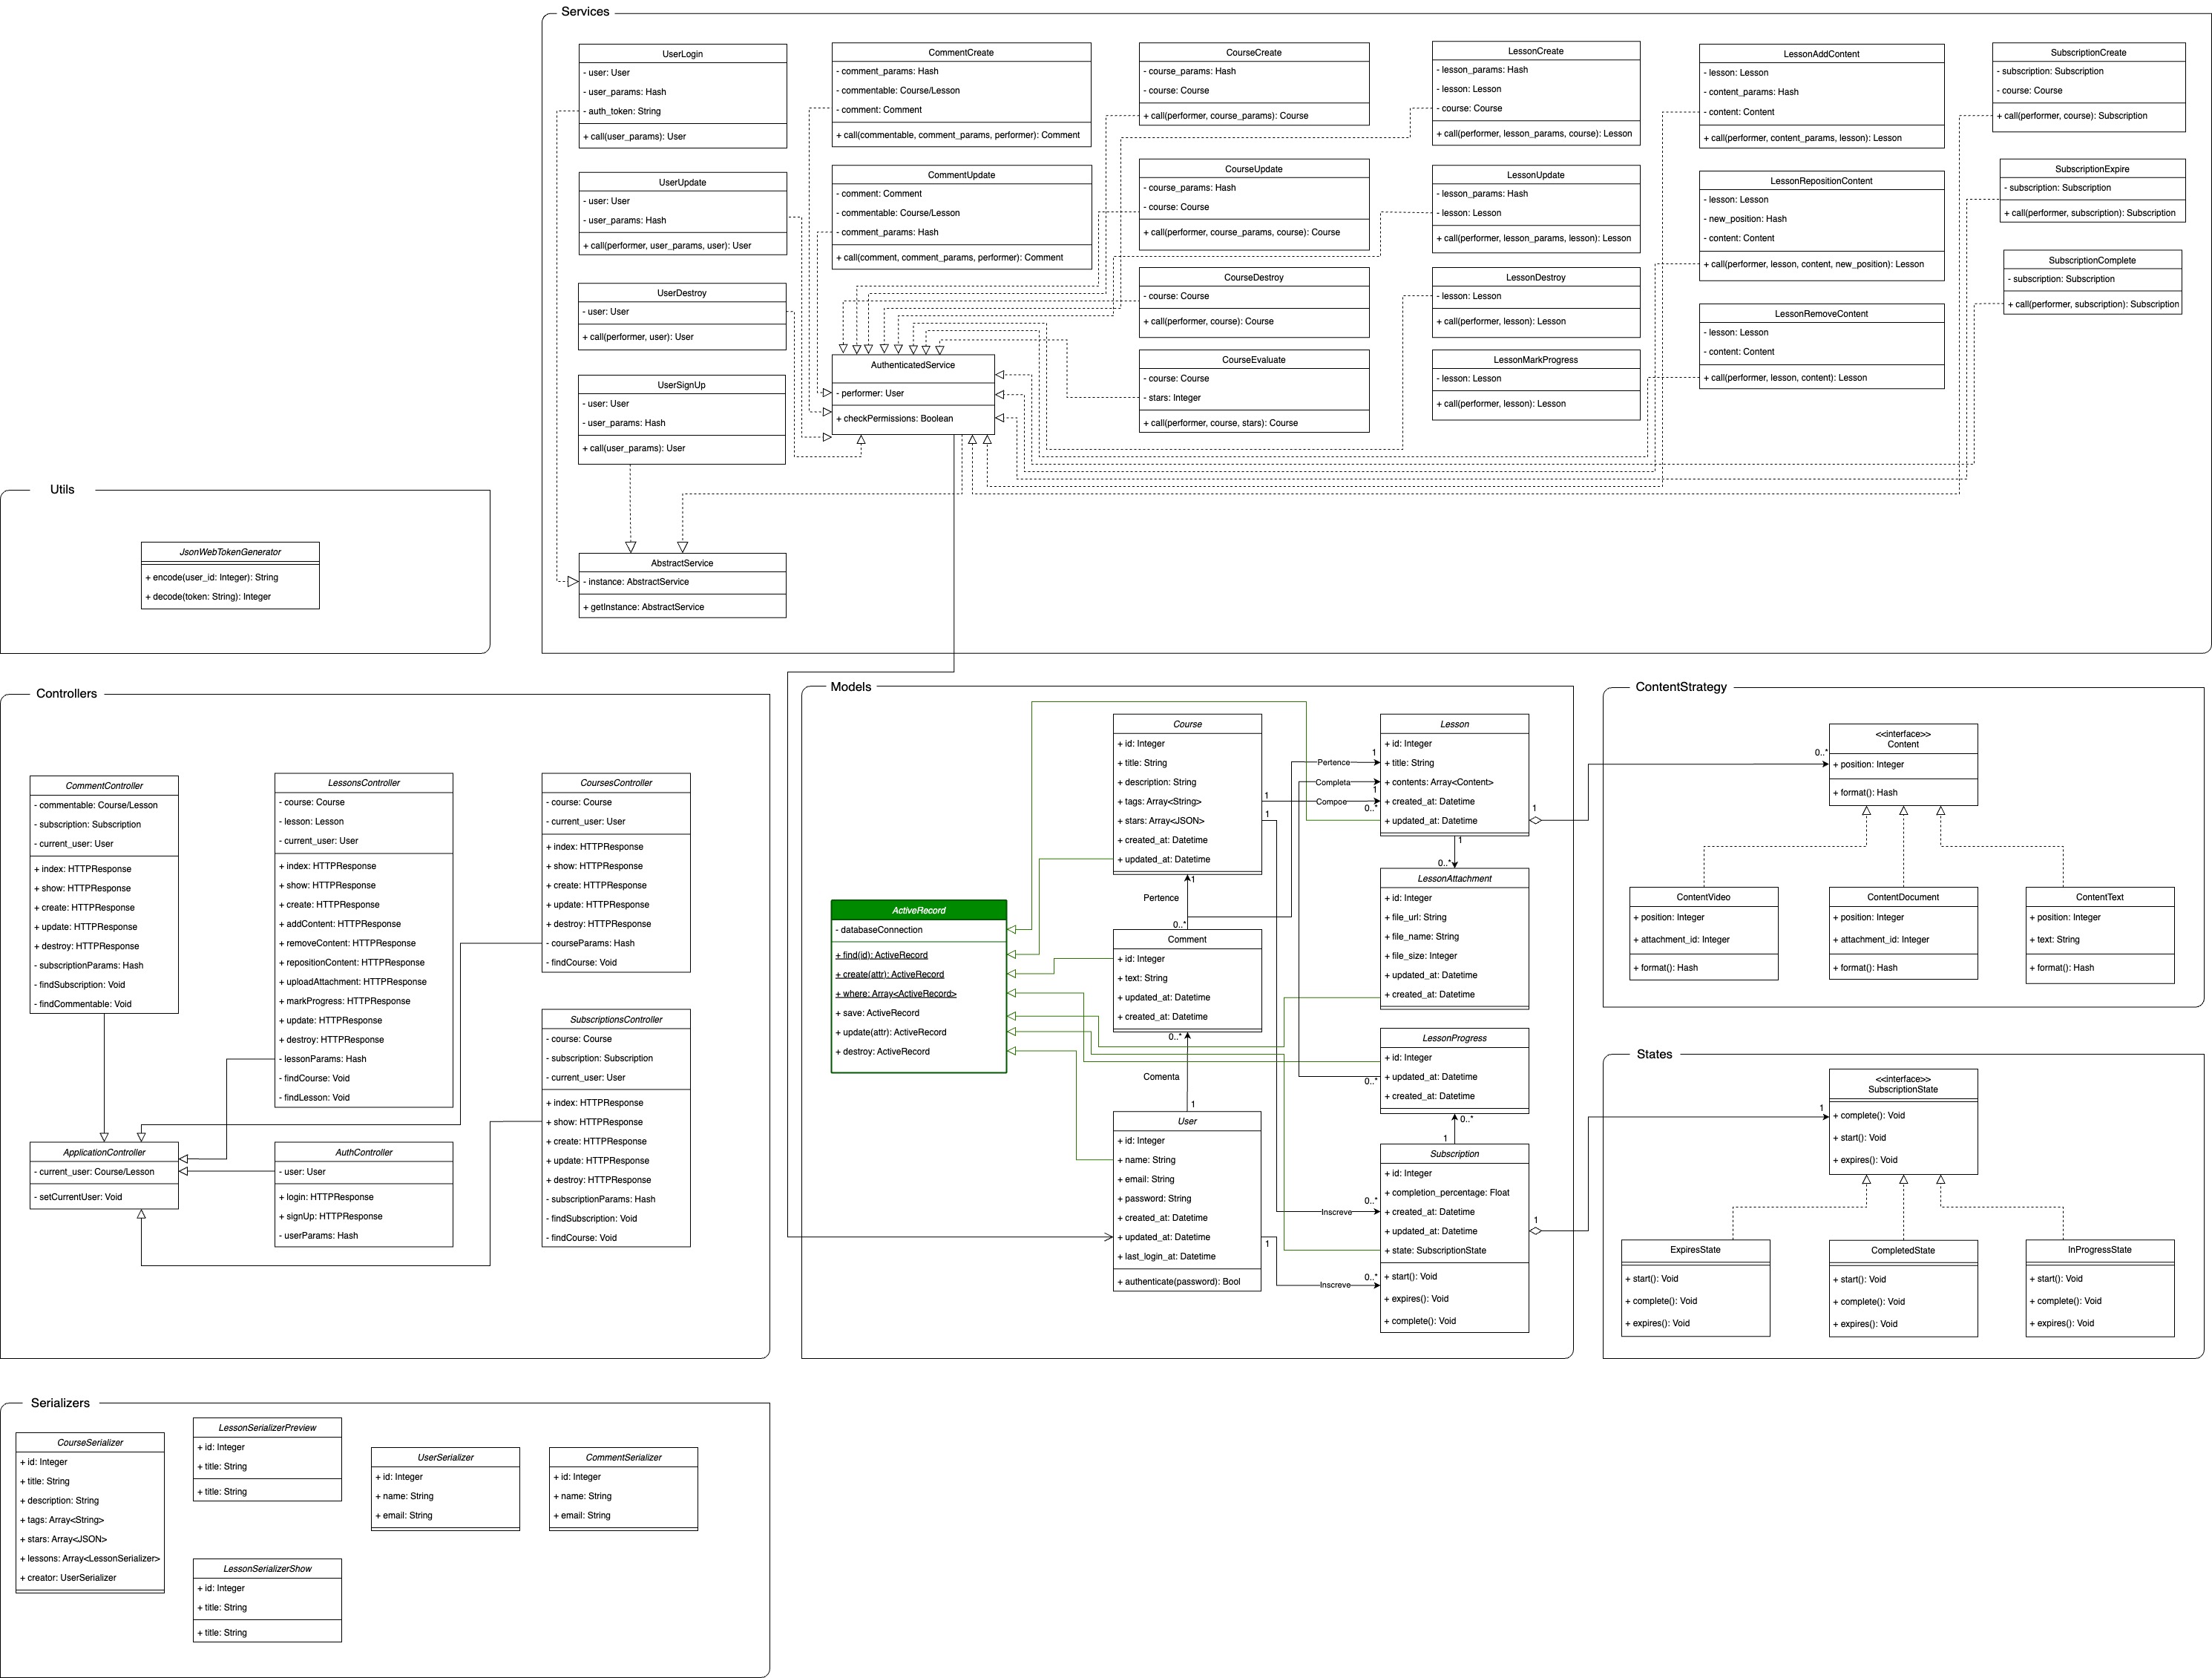 Services
UserLogin
- user: User
- user_params: Hash
- auth_token: String
+ call(user_params): User
UserUpdate
- user: User
- user_params: Hash
+ call(performer, user_params, user): User
UserDestroy
- user: User
+ call(performer, user): User
UserSignUp
- user: User
- user_params: Hash
+ call(user_params): User
CommentCreate
- comment_params: Hash
- commentable: Course/Lesson
- comment: Comment
+ call(commentable, comment_params, performer): Comment
CommentUpdate
- comment: Comment
- commentable: Course/Lesson
- comment_params: Hash
+ call(comment, comment_params, performer): Comment
AuthenticatedService
- performer: User
+ checkPermissions: Boolean
AbstractService
- instance: AbstractService
+ getInstance: AbstractService
CourseCreate
- course_params: Hash
- course: Course
+ call(performer, course_params): Course
CourseUpdate
- course_params: Hash
- course: Course
+ call(performer, course_params, course): Course
CourseDestroy
- course: Course
+ call(performer, course): Course
CourseEvaluate
- course: Course
- stars: Integer
+ call(performer, course, stars): Course
LessonCreate
- lesson_params: Hash
- lesson: Lesson
- course: Course
+ call(performer, lesson_params, course): Lesson
LessonUpdate
- lesson_params: Hash
- lesson: Lesson
+ call(performer, lesson_params, lesson): Lesson
LessonDestroy
- lesson: Lesson
+ call(performer, lesson): Lesson
LessonMarkProgress
- lesson: Lesson
+ call(performer, lesson): Lesson
LessonAddContent
- lesson: Lesson
- content_params: Hash
- content: Content
+ call(performer, content_params, lesson): Lesson
LessonRepositionContent
- lesson: Lesson
- new_position: Hash
- content: Content
+ call(performer, lesson, content, new_position): Lesson
LessonRemoveContent
- lesson: Lesson
- content: Content
+ call(performer, lesson, content): Lesson
SubscriptionCreate
- subscription: Subscription
- course: Course
+ call(performer, course): Subscription
SubscriptionExpire
- subscription: Subscription
+ call(performer, subscription): Subscription
SubscriptionComplete
- subscription: Subscription
+ call(performer, subscription): Subscription
Utils
JsonWebTokenGenerator
+ encode(user_id: Integer): String
+ decode(token: String): Integer
Controllers
CommentController
- commentable: Course/Lesson
- subscription: Subscription
- current_user: User
+ index: HTTPResponse
+ show: HTTPResponse
+ create: HTTPResponse
+ update: HTTPResponse
+ destroy: HTTPResponse
- subscriptionParams: Hash
- findSubscription: Void
- findCommentable: Void
LessonsController
- course: Course
- lesson: Lesson
- current_user: User
+ index: HTTPResponse
+ show: HTTPResponse
+ create: HTTPResponse
+ addContent: HTTPResponse
+ removeContent: HTTPResponse
+ repositionContent: HTTPResponse
+ uploadAttachment: HTTPResponse
+ markProgress: HTTPResponse
+ update: HTTPResponse
+ destroy: HTTPResponse
- lessonParams: Hash
- findCourse: Void
- findLesson: Void
CoursesController
- course: Course
- current_user: User
+ index: HTTPResponse
+ show: HTTPResponse
+ create: HTTPResponse
+ update: HTTPResponse
+ destroy: HTTPResponse
- courseParams: Hash
- findCourse: Void
SubscriptionsController
- course: Course
- subscription: Subscription
- current_user: User
+ index: HTTPResponse
+ show: HTTPResponse
+ create: HTTPResponse
+ update: HTTPResponse
+ destroy: HTTPResponse
- subscriptionParams: Hash
- findSubscription: Void
- findCourse: Void
ApplicationController
- current_user: Course/Lesson
- setCurrentUser: Void
AuthController
- user: User
+ login: HTTPResponse
+ signUp: HTTPResponse
- userParams: Hash
Models
ActiveRecord
- databaseConnection
+ find(id): ActiveRecord
+ create(attr): ActiveRecord
+ where: Array<ActiveRecord>
+ save: ActiveRecord
+ update(attr): ActiveRecord
+ destroy: ActiveRecord
Course
+ id: Integer
+ title: String
+ description: String
+ tags: Array<String>
+ stars: Array<JSON>
+ created_at: Datetime
+ updated_at: Datetime
1
1
1
Pertence
0..*
Comment
+ id: Integer
+ text: String
+ updated_at: Datetime
+ created_at: Datetime
0..*
Comenta
1
User
+ id: Integer
+ name: String
+ email: String
+ password: String
+ created_at: Datetime
+ updated_at: Datetime
+ last_login_at: Datetime
+ authenticate(password): Bool
1
Pertence
1
Completa
1
Compoe
0..*
Lesson
+ id: Integer
+ title: String
+ contents: Array<Content>
+ created_at: Datetime
+ updated_at: Datetime
1
1
0..*
LessonAttachment
+ id: Integer
+ file_url: String
+ file_name: String
+ file_size: Integer
+ updated_at: Datetime
+ created_at: Datetime
LessonProgress
+ id: Integer
+ updated_at: Datetime
+ created_at: Datetime
0..*
0..*
1
Subscription
+ id: Integer
+ completion_percentage: Float
+ created_at: Datetime
+ updated_at: Datetime
+ state: SubscriptionState
+ start(): Void
+ expires(): Void
+ complete(): Void
0..*
Inscreve
0..*
Inscreve
1
ContentStrategy
0..*
<<interface>>
Content
+ position: Integer
+ format(): Hash
ContentVideo
+ position: Integer
+ attachment_id: Integer
+ format(): Hash
ContentDocument
+ position: Integer
+ attachment_id: Integer
+ format(): Hash
ContentText
+ position: Integer
+ text: String
+ format(): Hash
States
1
<<interface>>
SubscriptionState
+ complete(): Void
+ start(): Void
+ expires(): Void
ExpiresState
+ start(): Void
+ complete(): Void
+ expires(): Void
CompletedState
+ start(): Void
+ complete(): Void
+ expires(): Void
InProgressState
+ start(): Void
+ complete(): Void
+ expires(): Void
Serializers
CourseSerializer
+ id: Integer
+ title: String
+ description: String
+ tags: Array<String>
+ stars: Array<JSON>
+ lessons: Array<LessonSerializer>
+ creator: UserSerializer
LessonSerializerPreview
+ id: Integer
+ title: String
+ title: String
LessonSerializerShow
+ id: Integer
+ title: String
+ title: String
UserSerializer
+ id: Integer
+ name: String
+ email: String
CommentSerializer
+ id: Integer
+ name: String
+ email: String